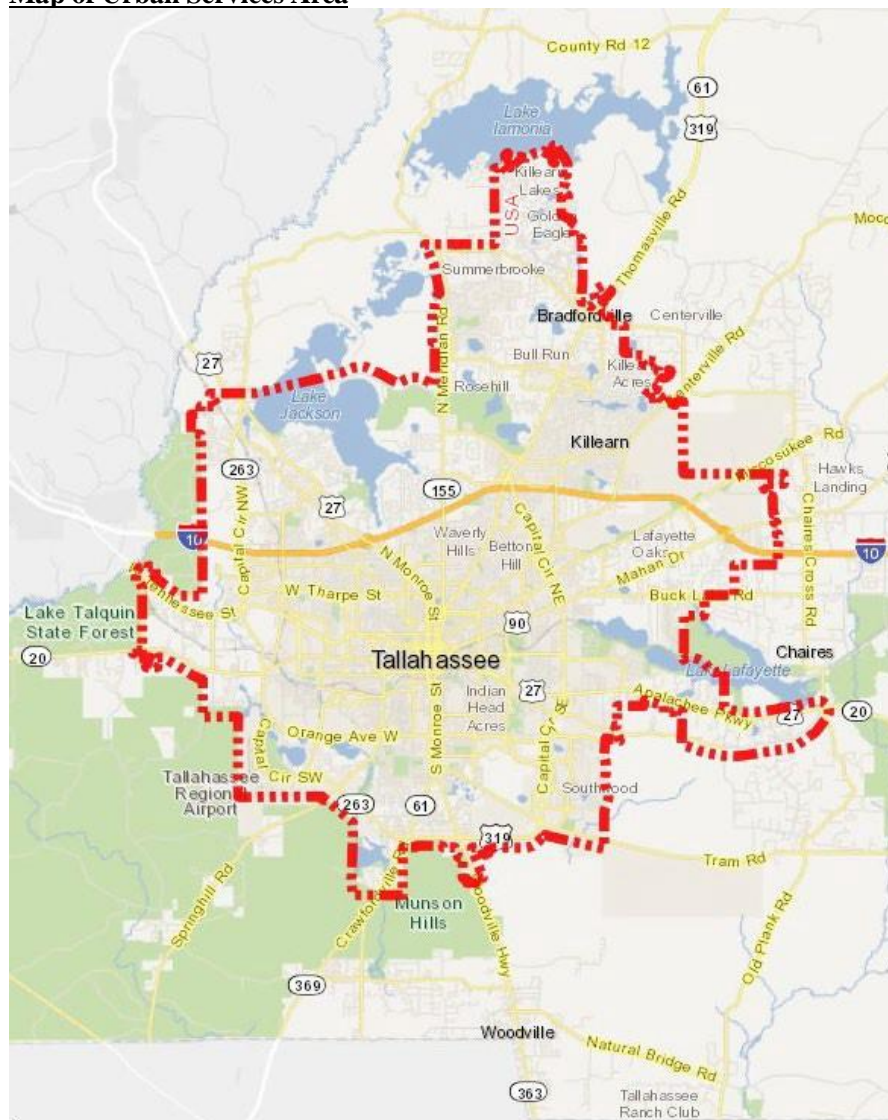 Map of Urban Services Area
County Rd 12
61
319
Lake
Iamonia
Killearn
Lakes
USA
Golden
Eagle
Thomasville Rd
Summerbrooke
Bradfordville
Centerville
N Meridian Rd
Bull Run
Killearn
Acres
Centerville Rd
27
Lake
Jackson
Rosehill
Killearn
Miccosukee Rd
Hawks
Landing
263
155
27
Capital Cir NW
10
Waverly
Hills
Betton
Hill
Capital Cir NE
Lafayette
Oaks
Mahan Dr
Chaires Cross Rd
10
N Monroe St
W Tharpe St
W Tennessee St
Buck Lake Rd
Lake Talquin
State Forest
20
90
Tallahassee
Chaires
Lake Lafayette
Indian
Head
Acres
27
Apalachee Pkwy
27
20
S Monroe St
Orange Ave W
Capital
Cir SW
Capital Cir SE
Tallahassee
Regional
Airport
263
61
Southwood
319
Tram Rd
Springhill Rd
Crawfordville Rd
Munson
Hills
Woodville Hwy
Old Plank Rd
369
Woodville
Natural Bridge Rd
363
Tallahassee
Ranch Club